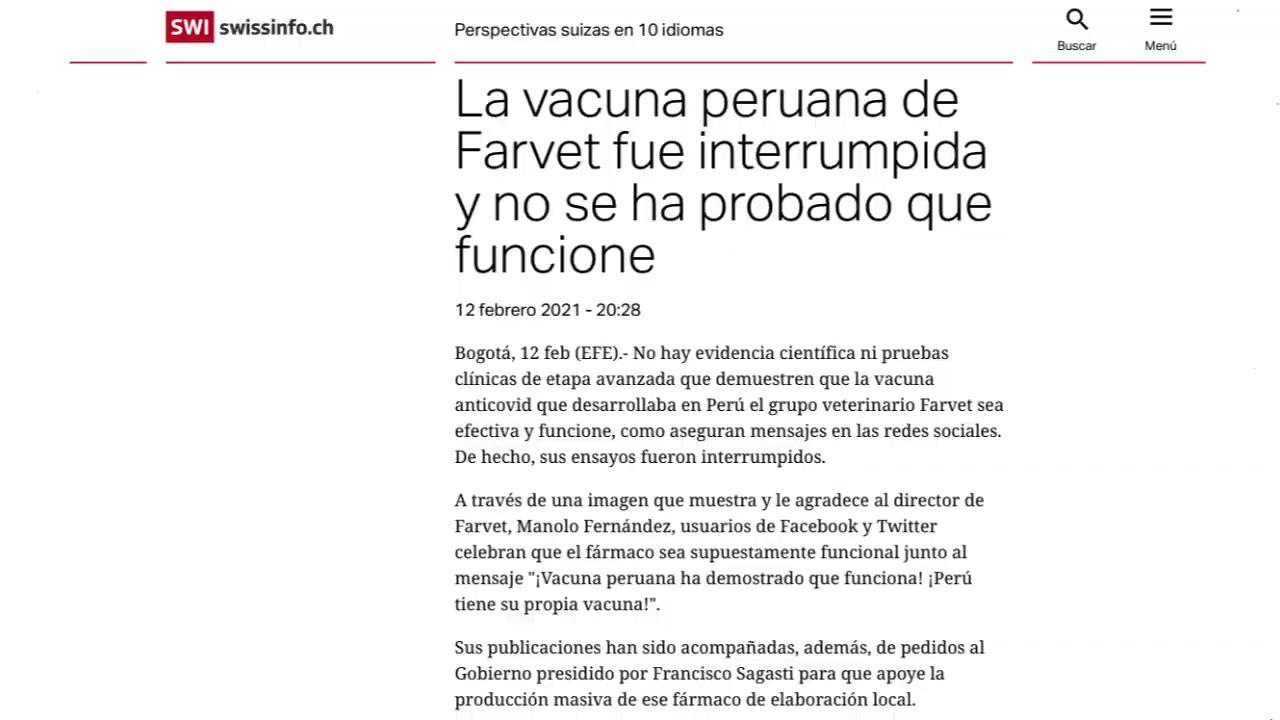 SWI swissinfo.ch
Perspectivas suizas en 10 idiomas
Buscar
Menú
La vacuna peruana de
Farvet fue interrumpida
y no se ha probado que
funcione
12 febrero 2021 - 20:28
Bogotá, 12 feb (EFE).- No hay evidencia científica ni pruebas
clínicas de etapa avanzada que demuestren que la vacuna
anticovid que desarrollaba en Perú el grupo veterinario Farvet sea
efectiva y funcione, como aseguran mensajes en las redes sociales.
De hecho, sus ensayos fueron interrumpidos.
A través de una imagen que muestra y le agradece al director de
Farvet, Manolo Fernández, usuarios de Facebook y Twitter
celebran que el fármaco sea supuestamente funcional junto al
mensaje "¡Vacuna peruana ha demostrado que funciona! ¡Perú
tiene su propia vacuna!".
Sus publicaciones han sido acompañadas, además, de pedidos al
Gobierno presidido por Francisco Sagasti para que apoye la
producción masiva de ese fármaco de elaboración local.